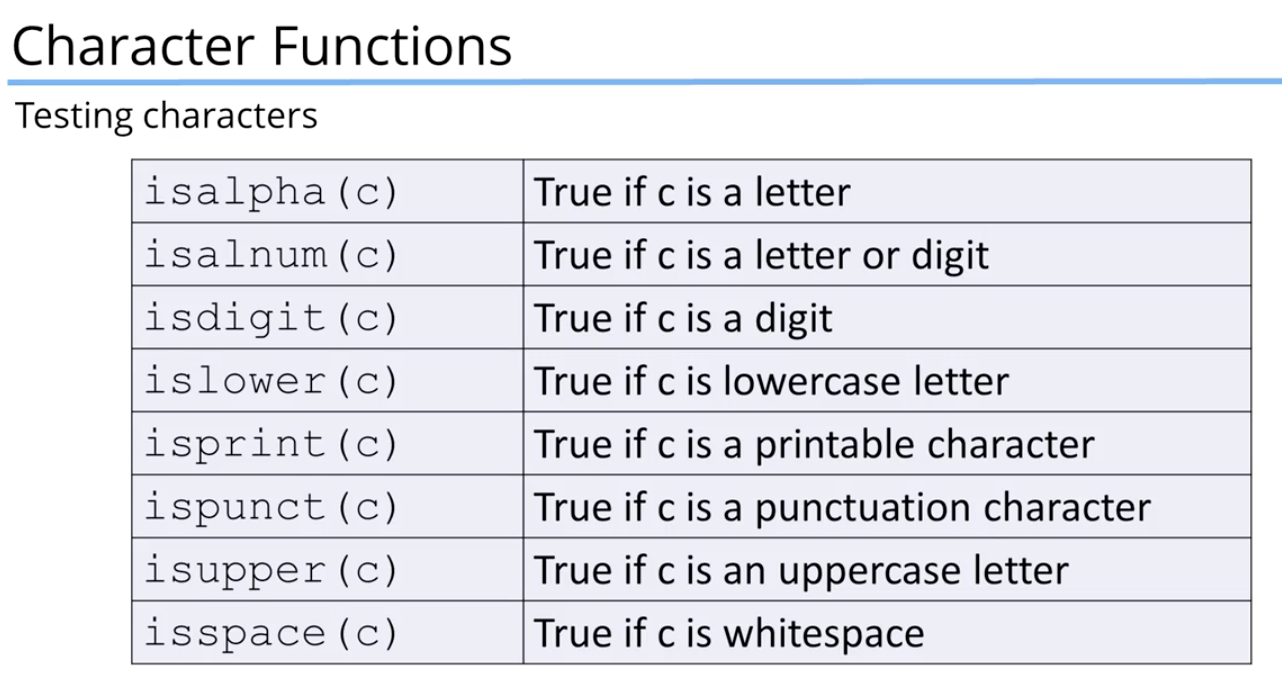 Character Functions
Testing characters
isalpha(c) True if c is a letter
isalnum(c) True if c is a letter or digit
isdigit(c) True if c is a digit
islower(c) True if c is lowercase letter
isprint(c) True if c is a printable character
ispunct(c) True if c is a punctuation character
isupper(c) True if c is an uppercase letter
isspace(c) True if c is whitespace